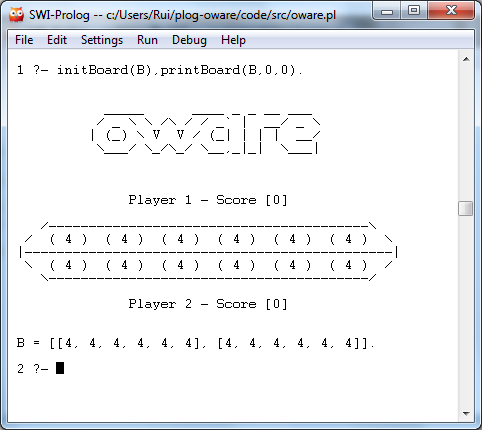 SWI-Prolog -- c:/Users/Rui/plog-oware/code/src/oware.pl
File Edit Settings Run Debug Help
1 ?- initBoard(B),printBoard(B,0,0).
oware
Player 1 - Score [0]
( 4 ) ( 4 ) ( 4 ) ( 4 ) ( 4 ) ( 4 )
( 4 ) ( 4 ) ( 4 ) ( 4 ) ( 4 ) ( 4 )
Player 2 - Score [0]
B = [[4, 4, 4, 4, 4, 4], [4, 4, 4, 4, 4, 4]].
2 ?-